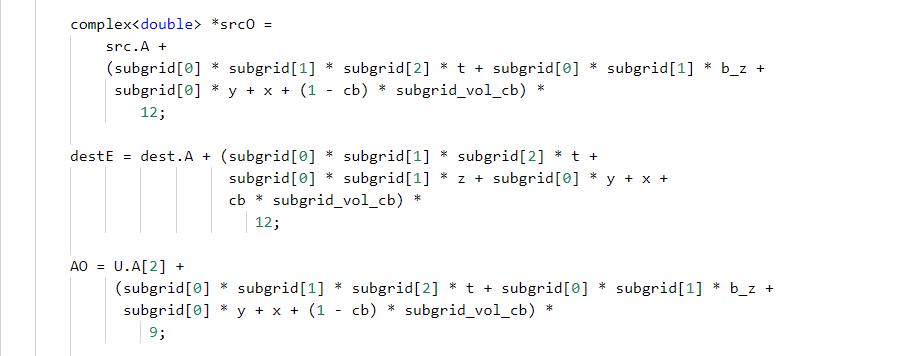 complex<double> *srcO =
src.A +
(subgrid[0] * subgrid[1] * subgrid[2] * t + subgrid[0] * subgrid[1] * b_z +
subgrid[0] * y + x + (1 - cb) * subgrid_vol_cb) *
12;
destE = dest.A + (subgrid[0] * subgrid[1] * subgrid[2] * t +
subgrid[0] * subgrid[1] * z + subgrid[0] * y + x +
cb * subgrid_vol_cb) *
12;
AO = U.A[2] +
(subgrid[0] * subgrid[1] * subgrid[2] * t + subgrid[0] * subgrid[1] * b_z +
subgrid[0] * y + x + (1 - cb) * subgrid_vol_cb) *
9;